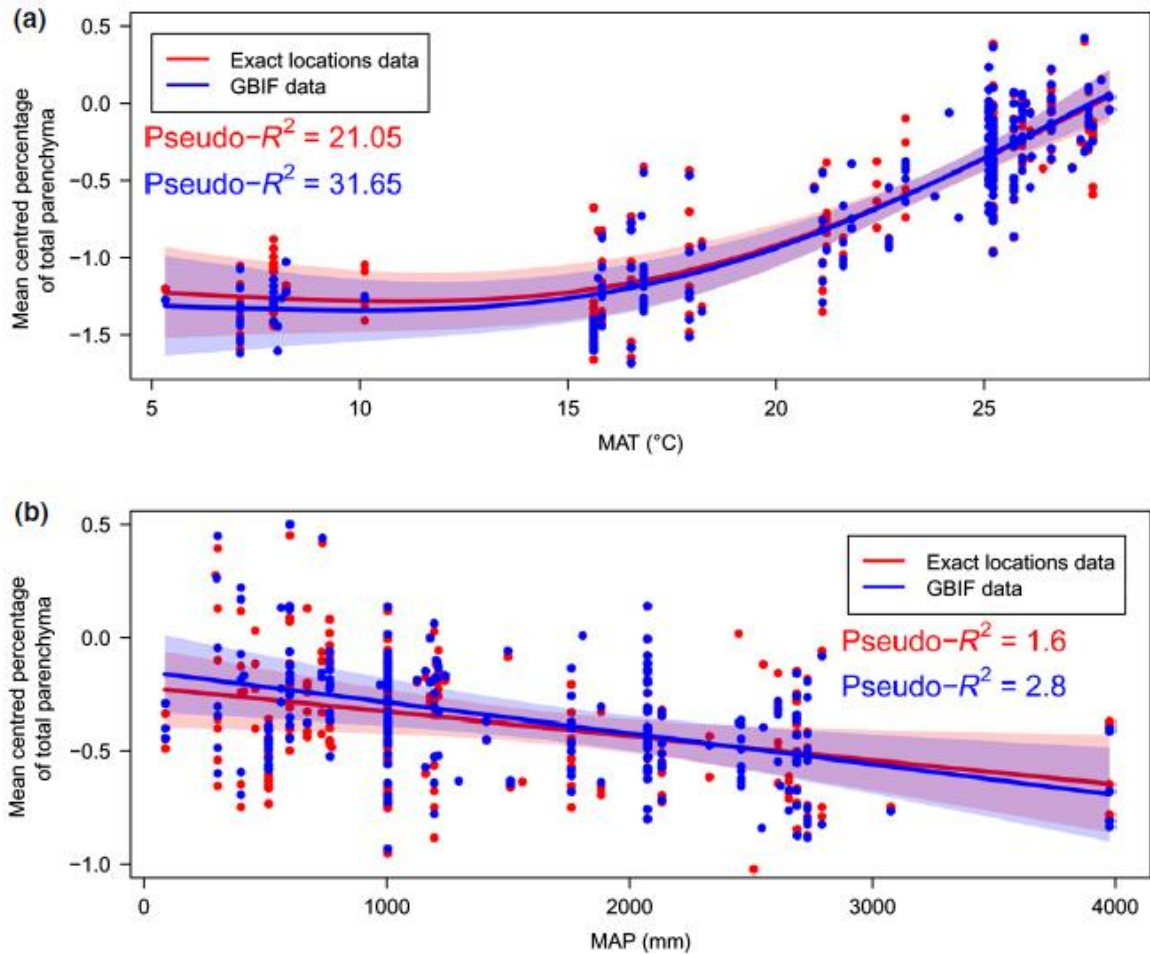 (a)
0.5
0.0
−0.5
−1.0
−1.5
Mean centred percentage
of total parenchyma
Exact locations data
GBIF data
Pseudo−R² = 21.05
Pseudo−R² = 31.65
5 10 15 20 25
MAT (°C)
(b)
0.5
0.0
−0.5
−1.0
Mean centred percentage
of total parenchyma
Exact locations data
GBIF data
Pseudo−R² = 1.6
Pseudo−R² = 2.8
0 1000 2000 3000 4000
MAP (mm)